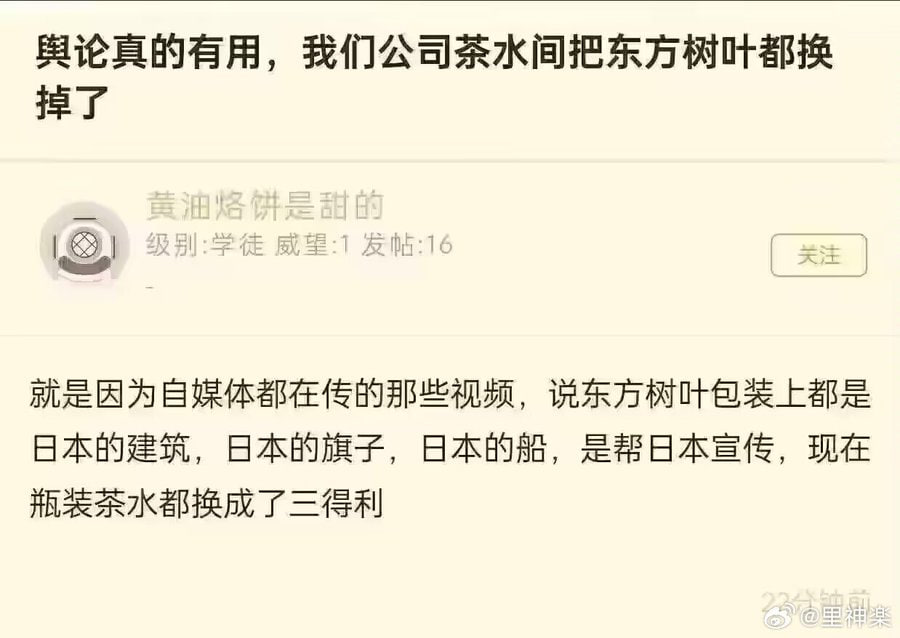 舆论真的有用，我们公司茶水间把东方树叶都换
掉了
黄油烙饼是甜的
级别:学徒 威望:1 发帖:16
关注
-
就是因为自媒体都在传的那些视频，说东方树叶包装上都是
日本的建筑，日本的旗子，日本的船，是帮日本宣传，现在
瓶装茶水都换成了三得利
22分钟前
@里神楽